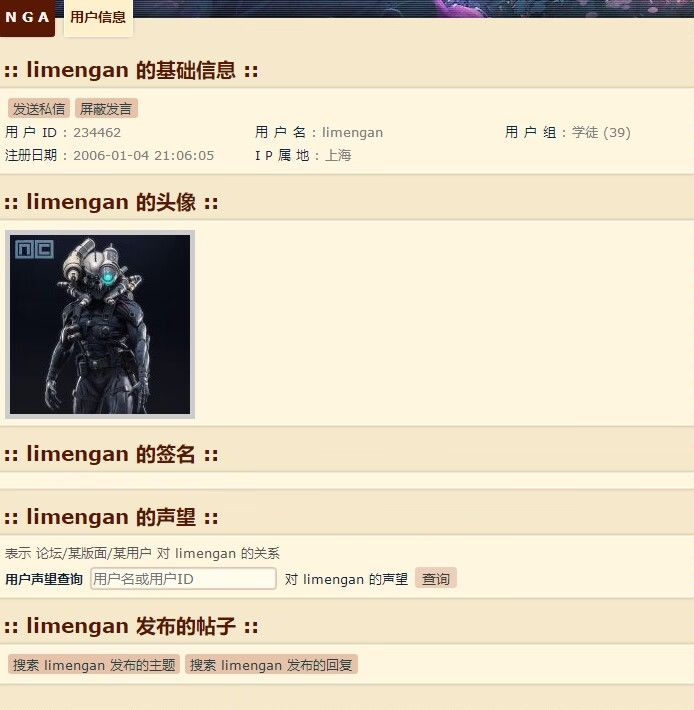 NGA 用户信息
:: limengan 的基础信息 ::
发送私信 屏蔽发言
用 户 ID : 234462 用 户 名 : limengan 用 户 组 : 学徒 (39)
注册日期 : 2006-01-04 21:06:05 I P 属 地 : 上海
:: limengan 的头像 ::
nc
:: limengan 的签名 ::
:: limengan 的声望 ::
表示 论坛/某版面/某用户 对 limengan 的关系
用户声望查询 用户名或用户ID 对 limengan 的声望 查询
:: limengan 发布的帖子 ::
搜索 limengan 发布的主题 搜索 limengan 发布的回复